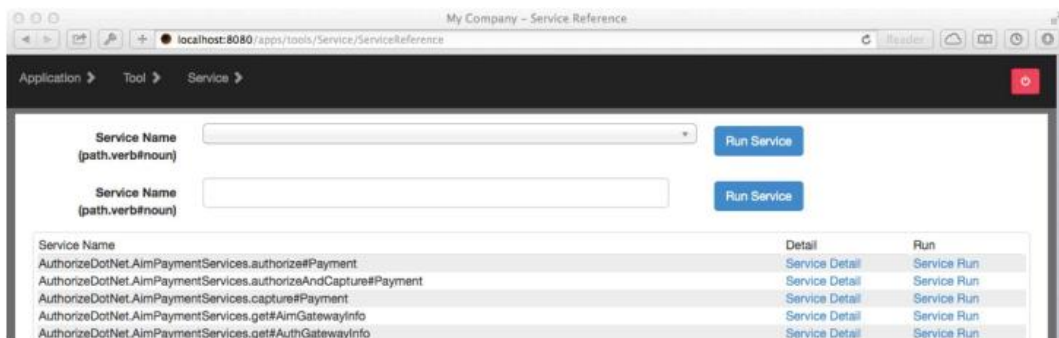 My Company – Service Reference
localhost:8080/apps/tools/Service/ServiceReference
Reader
Application Tool Service
Service Name
(path.verb#noun)
Run Service
Service Name
(path.verb#noun)
Run Service
Service Name Detail Run
AuthorizeDotNet.AimPaymentServices.authorize#Payment Service Detail Service Run
AuthorizeDotNet.AimPaymentServices.authorizeAndCapture#Payment Service Detail Service Run
AuthorizeDotNet.AimPaymentServices.capture#Payment Service Detail Service Run
AuthorizeDotNet.AimPaymentServices.get#AimGatewayInfo Service Detail Service Run
AuthorizeDotNet.AimPaymentServices.get#AuthGatewayInfo Service Detail Service Run